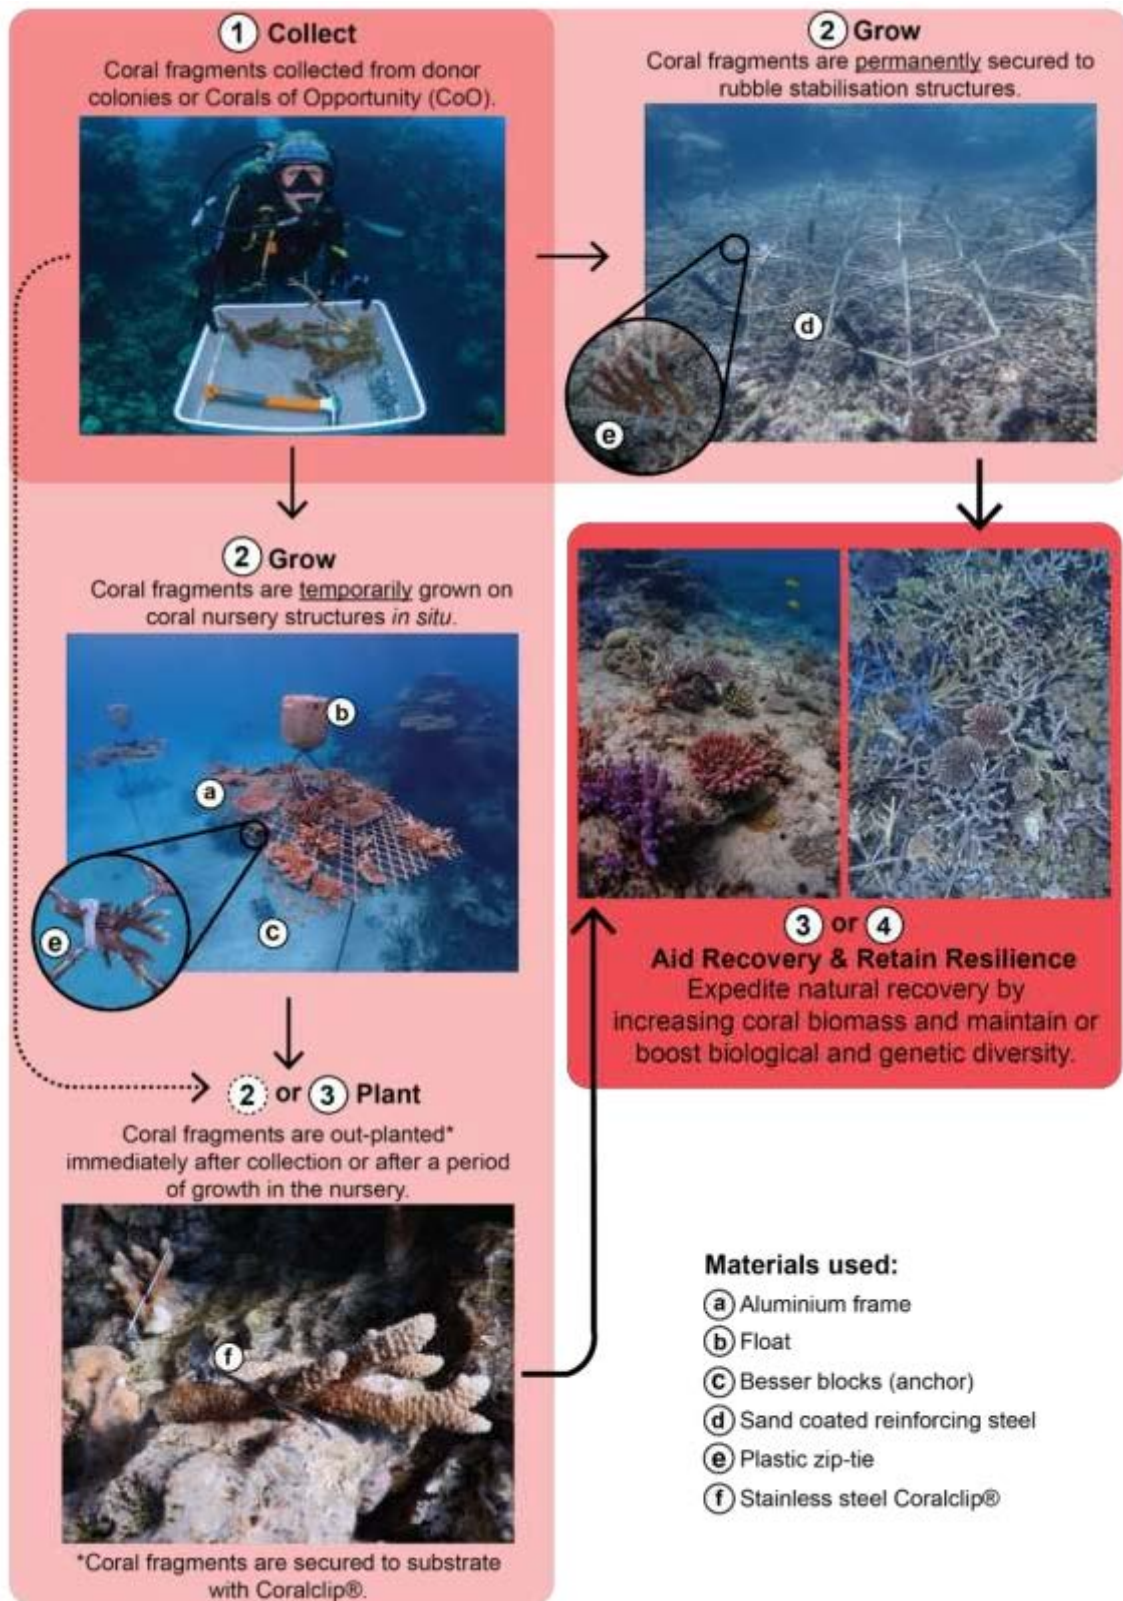 1 Collect
Coral fragments collected from donor
colonies or Corals of Opportunity (CoO).
2 Grow
Coral fragments are permanently secured to
rubble stabilisation structures.
d
e
2 Grow
Coral fragments are temporarily grown on
coral nursery structures in situ.
b
a
e
c
2 or 3 Plant
Coral fragments are out-planted*
immediately after collection or after a period
of growth in the nursery.
f
*Coral fragments are secured to substrate
with Coralclip®.
3 or 4
Aid Recovery & Retain Resilience
Expedite natural recovery by
increasing coral biomass and maintain or
boost biological and genetic diversity.
Materials used:
a Aluminium frame
b Float
c Besser blocks (anchor)
d Sand coated reinforcing steel
e Plastic zip-tie
f Stainless steel Coralclip®